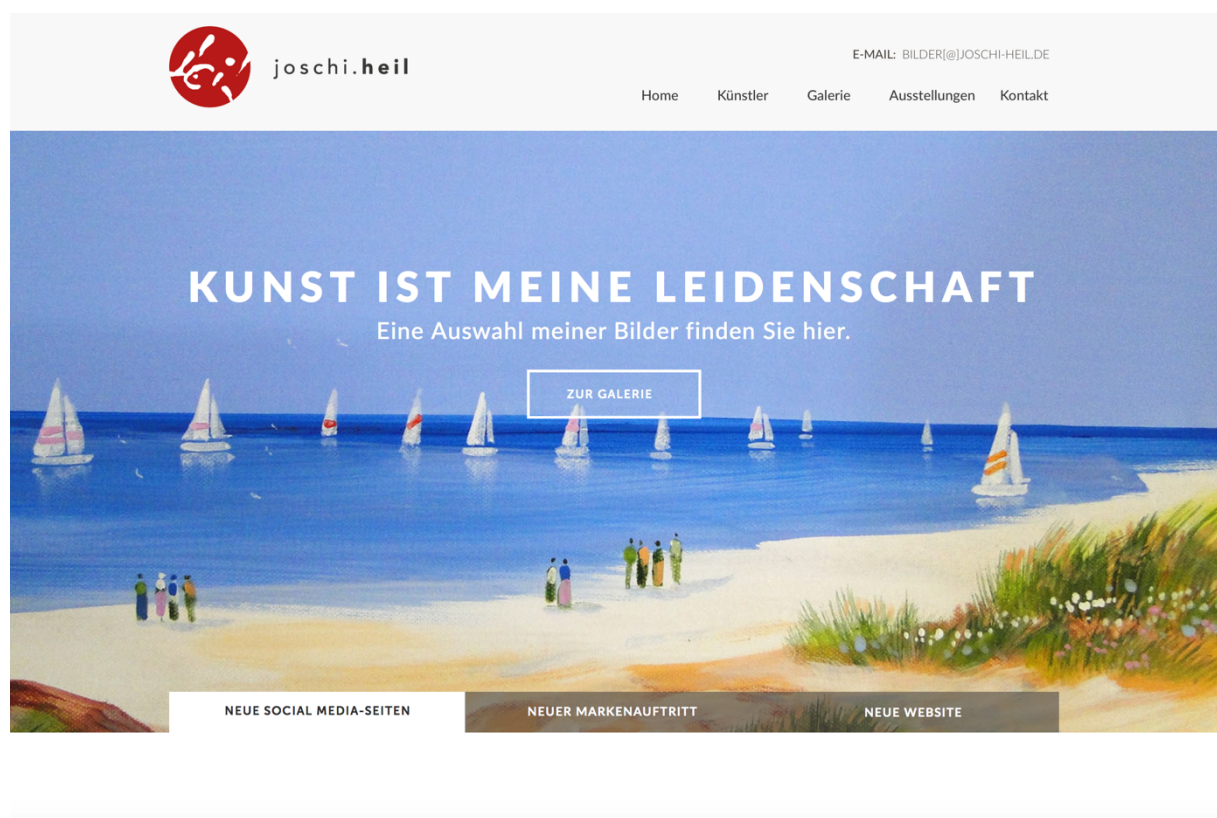 joschi.heil
E-MAIL: BILDER[@]JOSCHI-HEIL.DE
Home Künstler Galerie Ausstellungen Kontakt
KUNST IST MEINE LEIDENSCHAFT
Eine Auswahl meiner Bilder finden Sie hier.
ZUR GALERIE
NEUE SOCIAL MEDIA-SEITEN NEUER MARKENAUFTRITT NEUE WEBSITE